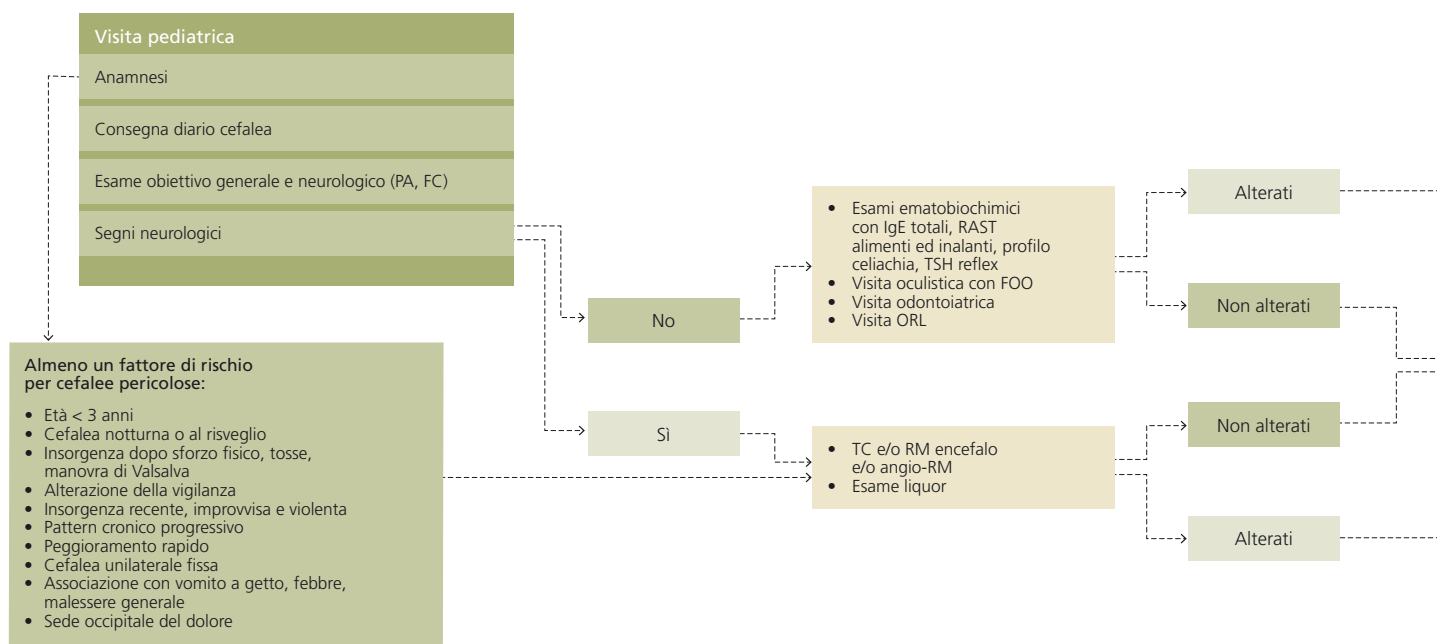 Visita pediatrica
Anamnesi
Consegna diario cefalea
Esame obiettivo generale e neurologico (PA, FC)
Segni neurologici
Almeno un fattore di rischio
per cefalee pericolose:
• Età < 3 anni
• Cefalea notturna o al risveglio
• Insorgenza dopo sforzo fisico, tosse,
manovra di Valsalva
• Alterazione della vigilanza
• Insorgenza recente, improvvisa e violenta
• Pattern cronico progressivo
• Peggioramento rapido
• Cefalea unilaterale fissa
• Associazione con vomito a getto, febbre,
malessere generale
• Sede occipitale del dolore
No
Sì
• Esami ematobiochimici
con IgE totali, RAST
alimenti ed inalanti, profilo
celiachia, TSH reflex
• Visita oculistica con FOO
• Visita odontoiatrica
• Visita ORL
• TC e/o RM encefalo
e/o angio-RM
• Esame liquor
Alterati
Non alterati
Non alterati
Alterati